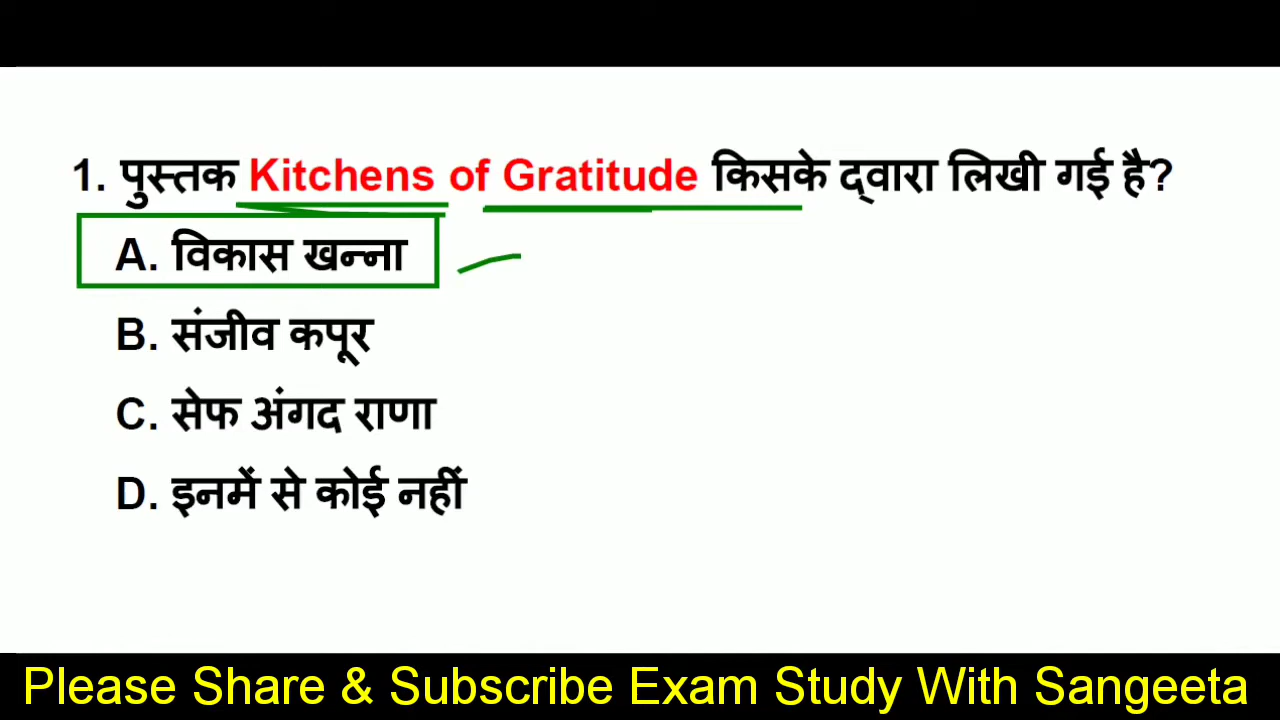 1. पुस्तक Kitchens of Gratitude किसके द्वारा लिखी गई है?
A. विकास खन्ना
B. संजीव कपूर
C. सेफ अंगद राणा
D. इनमें से कोई नहीं
Please Share & Subscribe Exam Study With Sangeeta